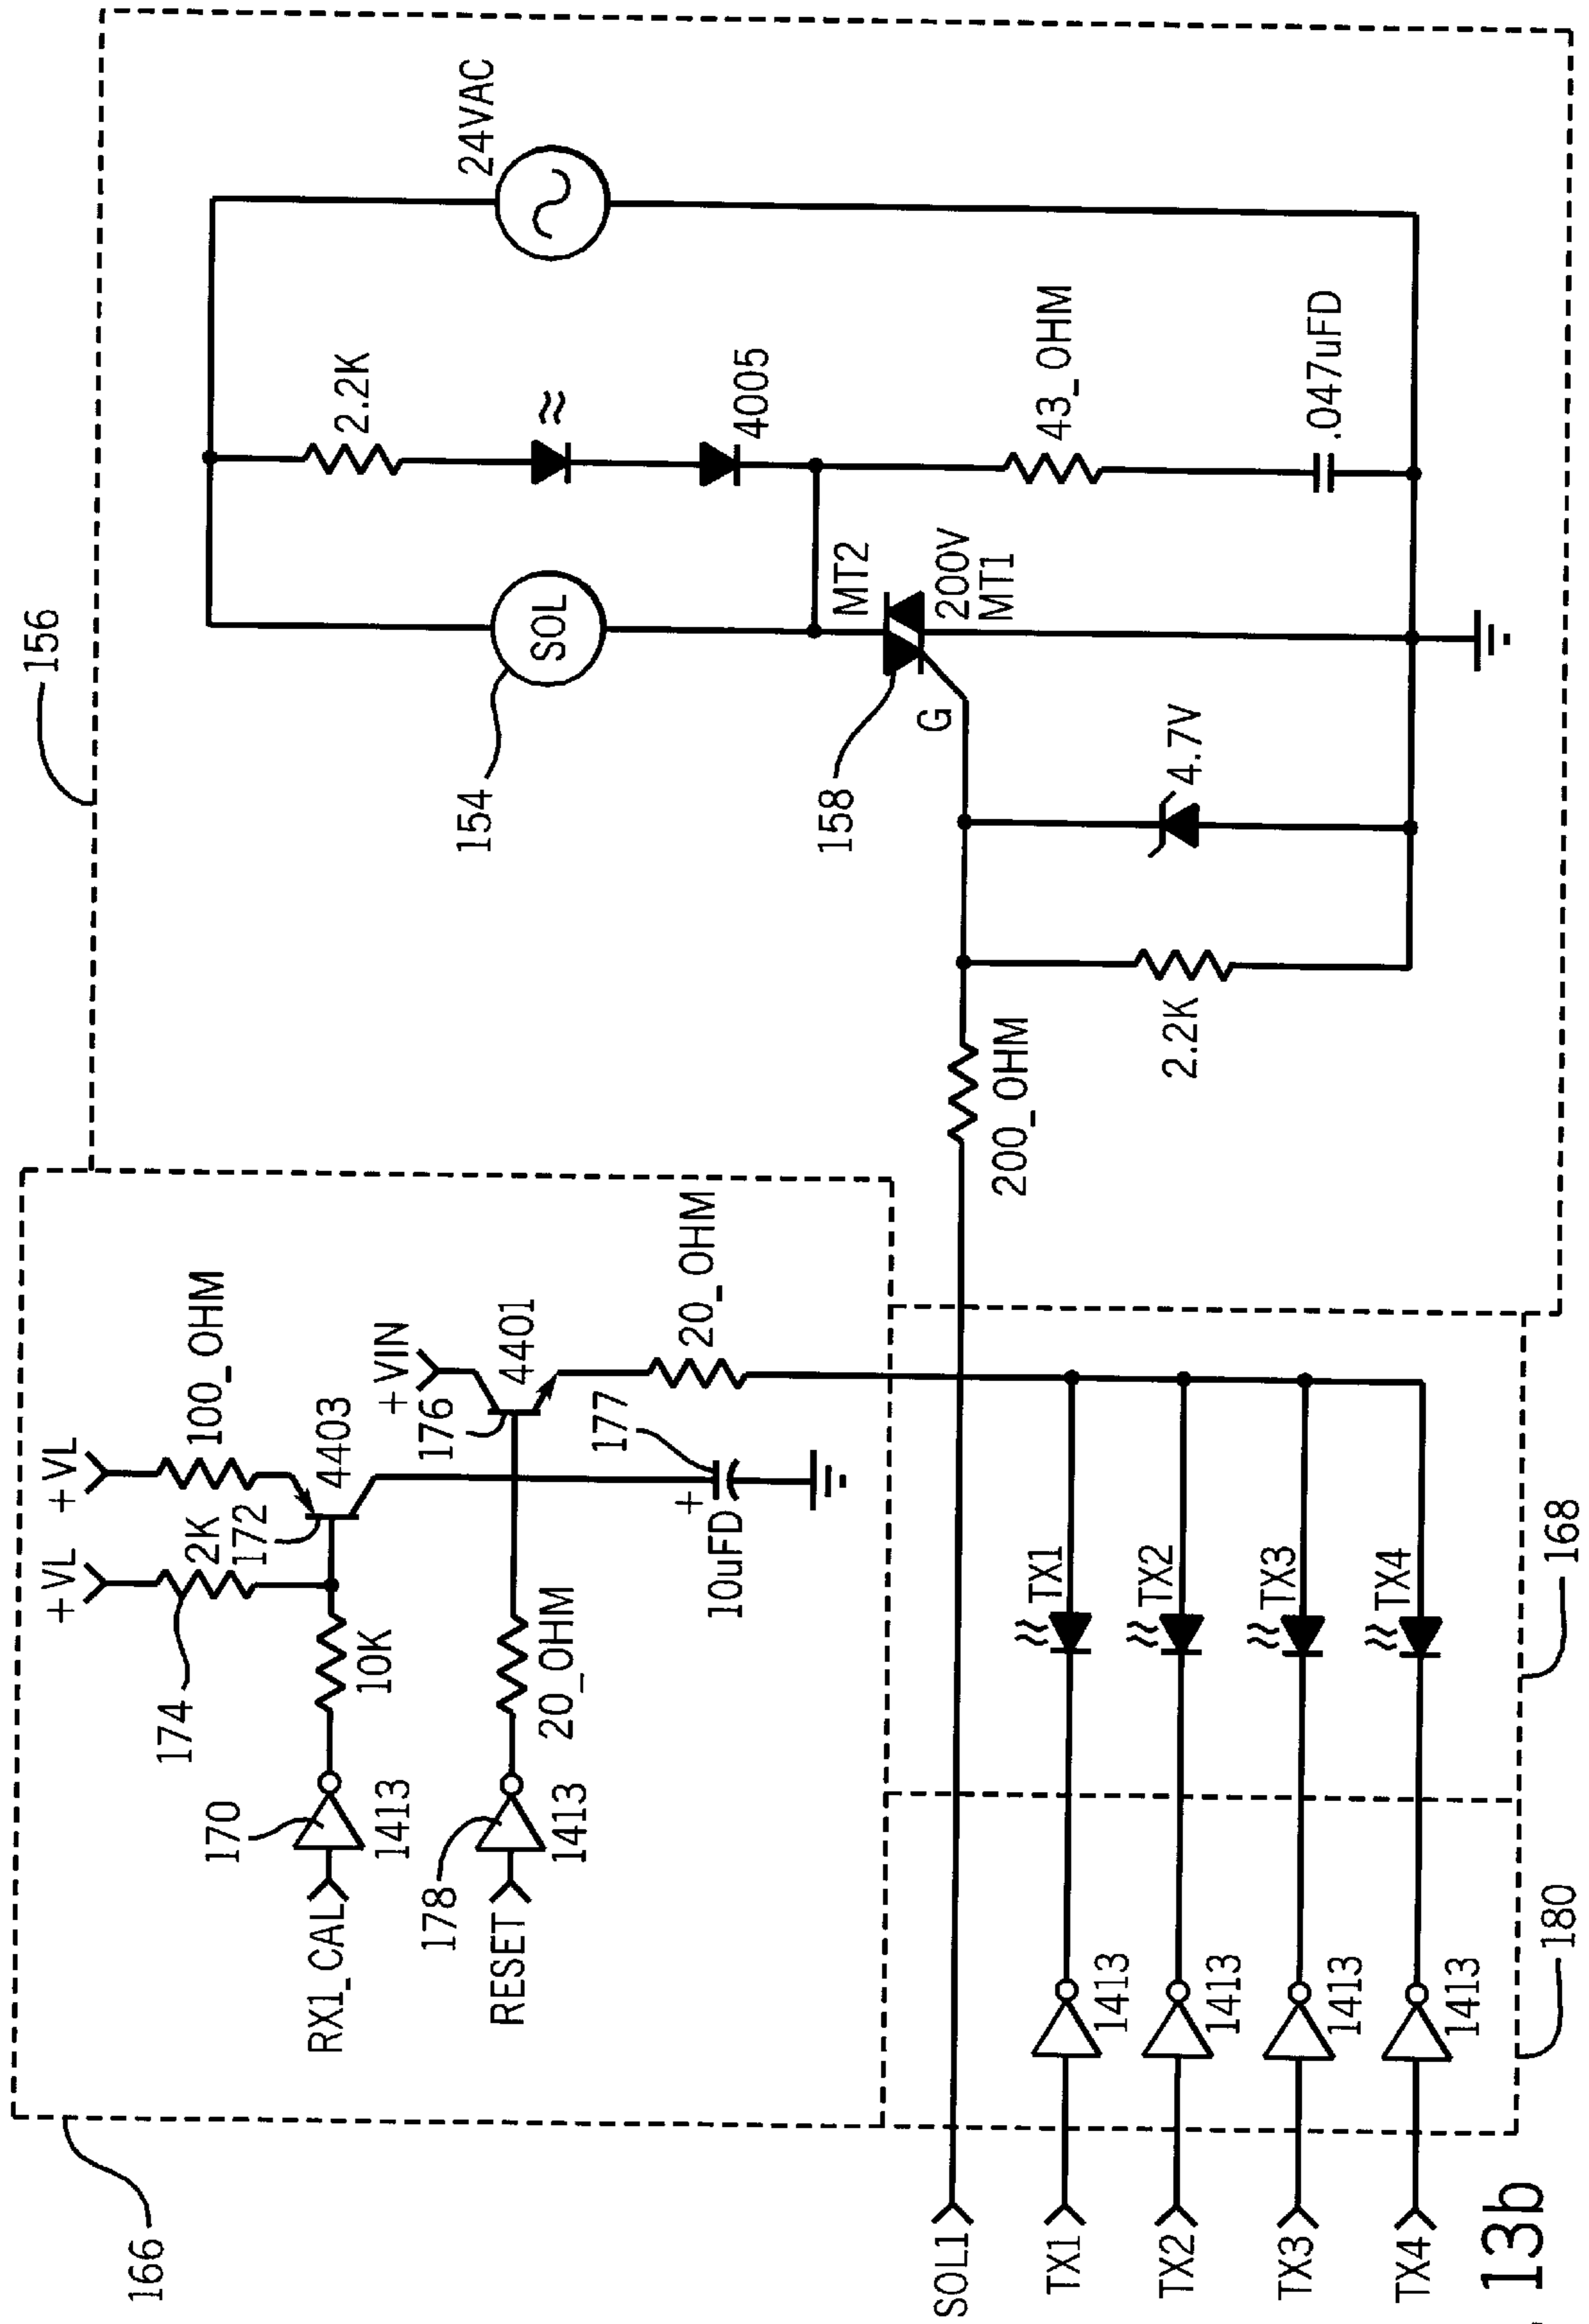 166
RX1_CAL
170
1413
10K
174
+VL
2K
172
+VL
100_OHM
4403
RESET
178
1413
20_OHM
10uFD
+
177
+VIN
176
4401
20_OHM
156
154
SOL
24VAC
2.2K
4005
158
MT2
200V
MT1
G
43_OHM
.047uFD
4.7V
2.2K
200_OHM
SOL1
TX1
1413
TX1
TX2
1413
TX2
TX3
1413
TX3
TX4
1413
TX4
168
180
13b